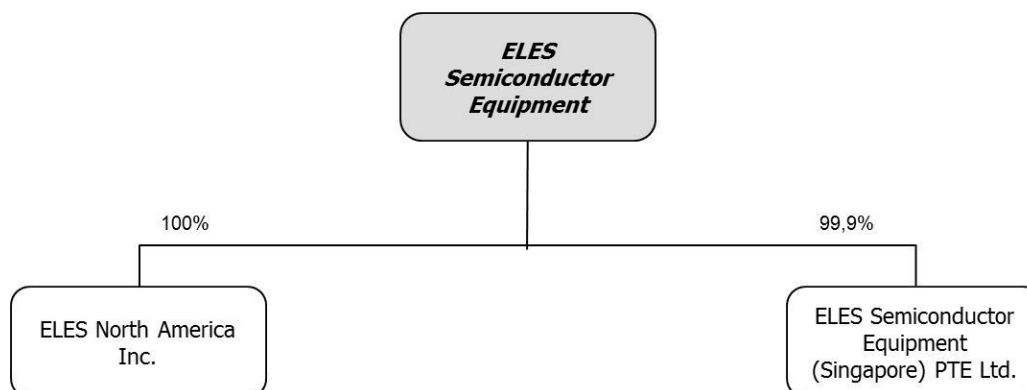 ELES
Semiconductor
Equipment
100%
99,9%
ELES North America
Inc.
ELES Semiconductor
Equipment
(Singapore) PTE Ltd.